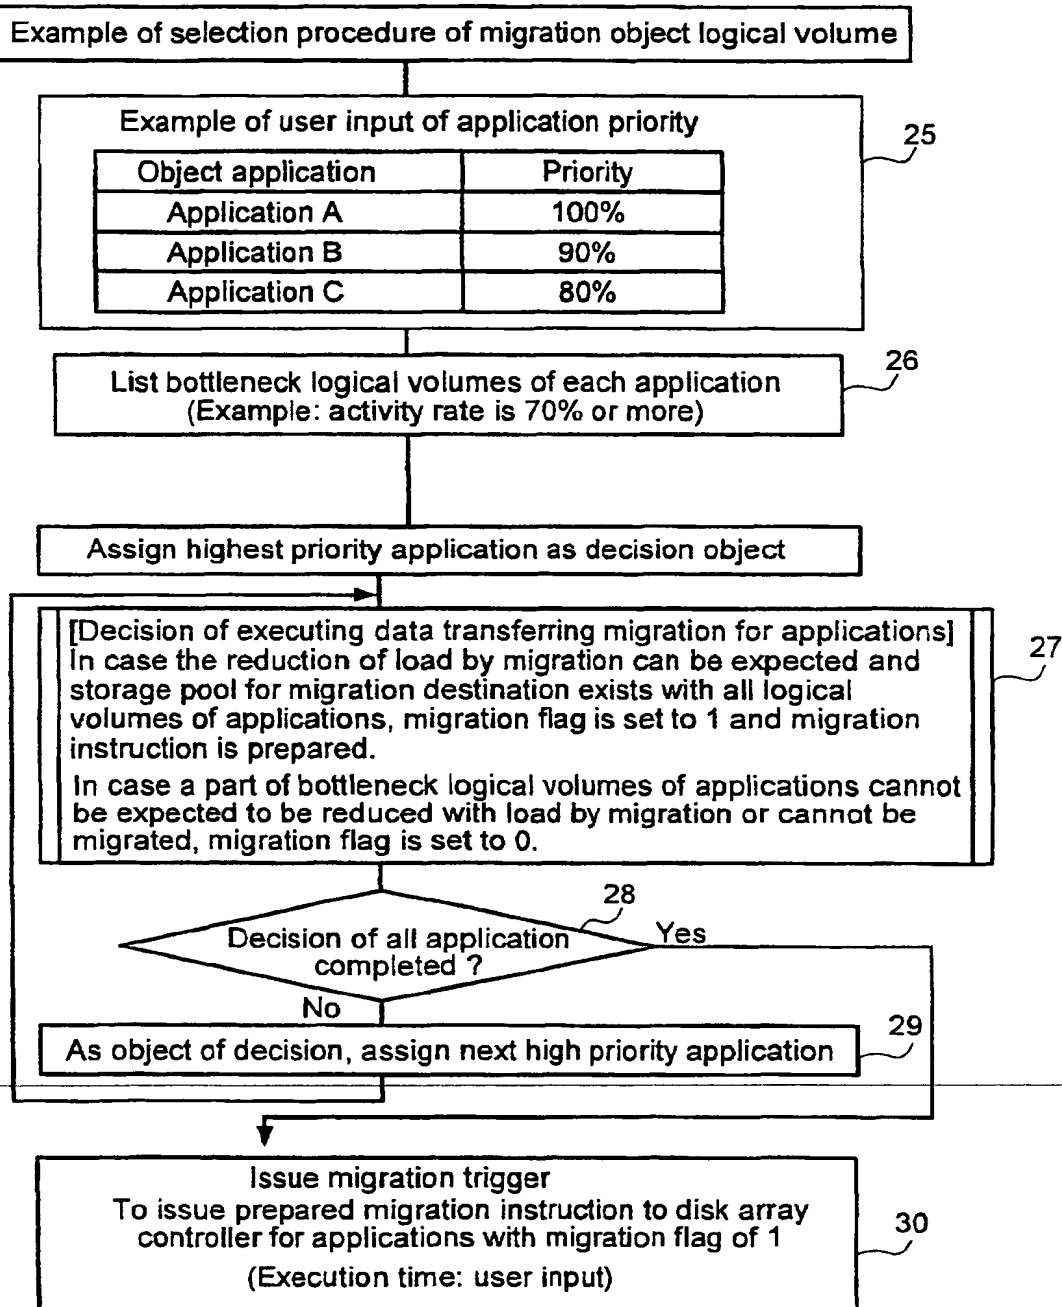 Example of selection procedure of migration object logical volume
Example of user input of application priority
25
Object application Priority
Application A 100%
Application B 90%
Application C 80%
26
List bottleneck logical volumes of each application
(Example: activity rate is 70% or more)
Assign highest priority application as decision object
27
[Decision of executing data transferring migration for applications]
In case the reduction of load by migration can be expected and
storage pool for migration destination exists with all logical
volumes of applications, migration flag is set to 1 and migration
instruction is prepared.
In case a part of bottleneck logical volumes of applications cannot
be expected to be reduced with load by migration or cannot be
migrated, migration flag is set to 0.
28
Decision of all application
completed ?
Yes
No
29
As object of decision, assign next high priority application
Issue migration trigger
To issue prepared migration instruction to disk array
controller for applications with migration flag of 1
(Execution time: user input)
30